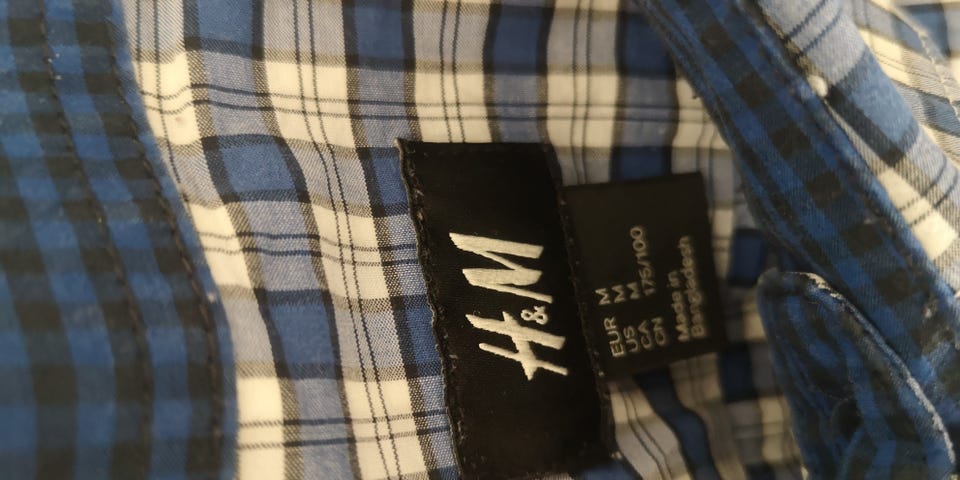 H&M
EUR M
US M
CA M
CN 175/100
Made in
Bangladesh